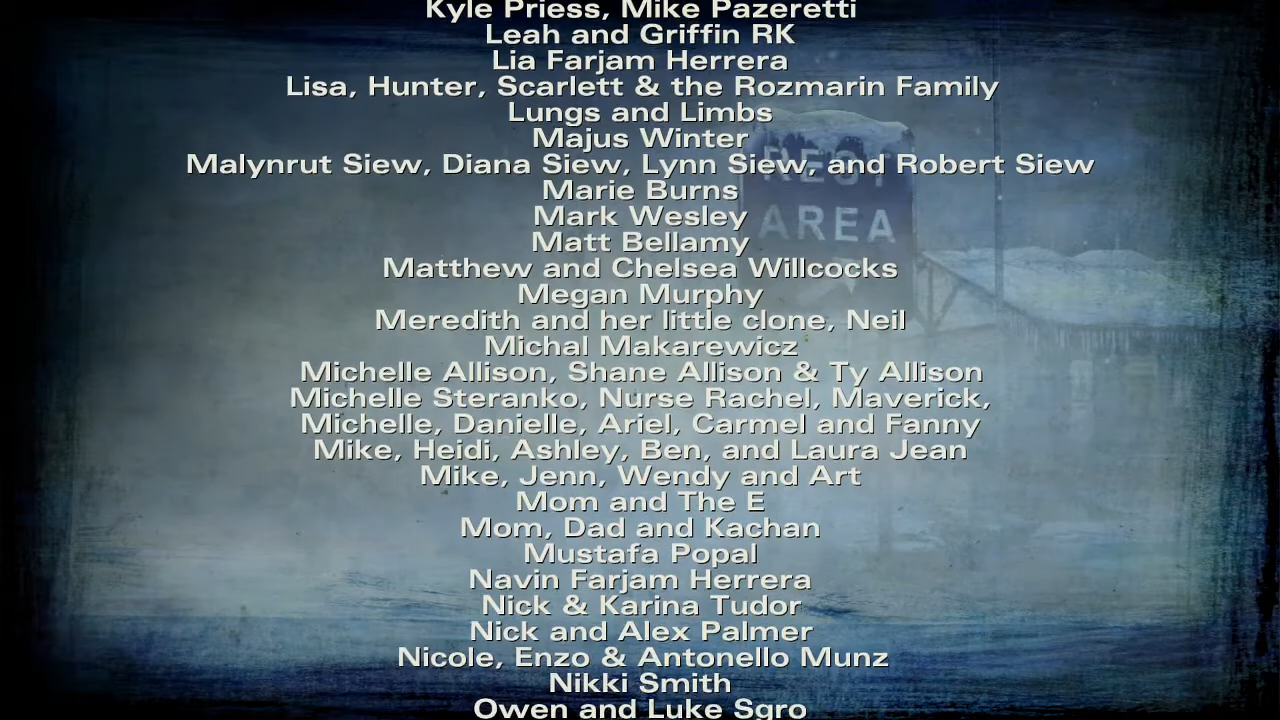 Kyle Priess, Mike Pazeretti
Leah and Griffin RK
Lia Farjam Herrera
Lisa, Hunter, Scarlett & the Rozmarin Family
Lungs and Limbs
Majus Winter
Malynrut Siew, Diana Siew, Lynn Siew, and Robert Siew
Marie Burns
Mark Wesley
Matt Bellamy
Matthew and Chelsea Willcocks
Megan Murphy
Meredith and her little clone, Neil
Michal Makarewicz
Michelle Allison, Shane Allison & Ty Allison
Michelle Steranko, Nurse Rachel, Maverick,
Michelle, Danielle, Ariel, Carmel and Fanny
Mike, Heidi, Ashley, Ben, and Laura Jean
Mike, Jenn, Wendy and Art
Mom and The E
Mom, Dad and Kachan
Mustafa Popal
Navin Farjam Herrera
Nick & Karina Tudor
Nick and Alex Palmer
Nicole, Enzo & Antonello Munz
Nikki Smith
Owen and Luke Sgro
REST
AREA